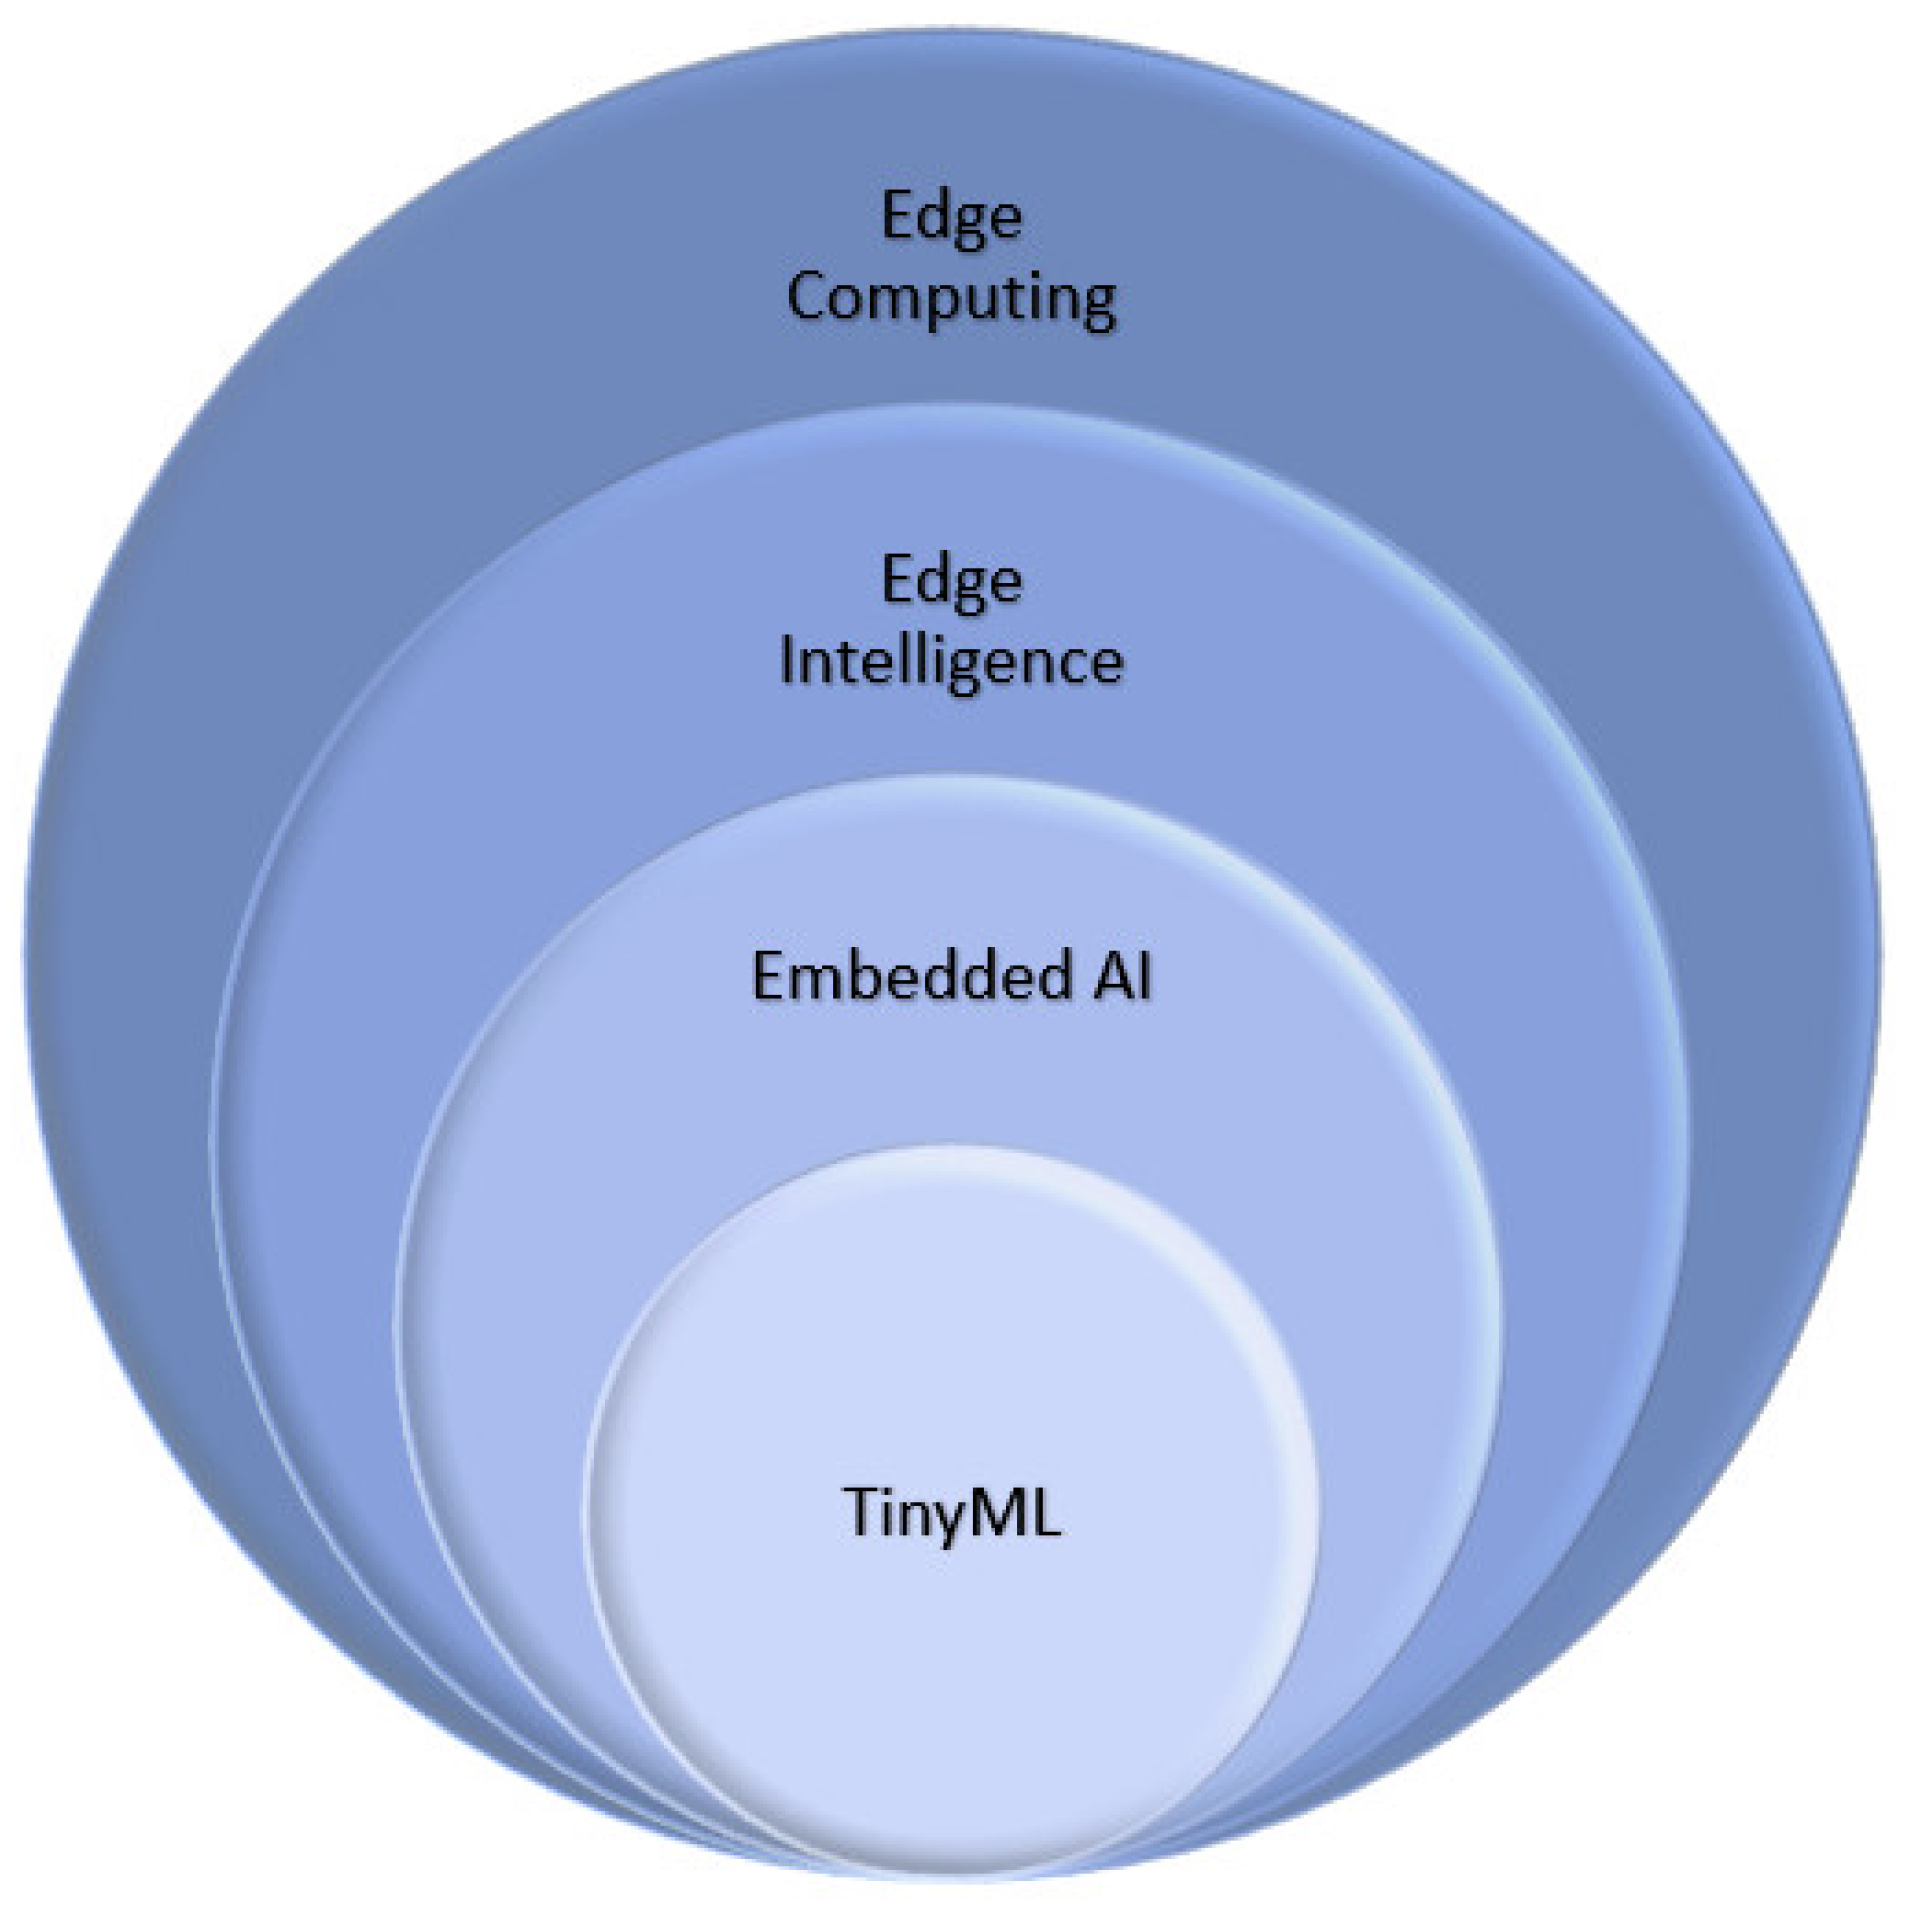 Edge
Computing
Edge
Intelligence
Embedded AI
TinyML